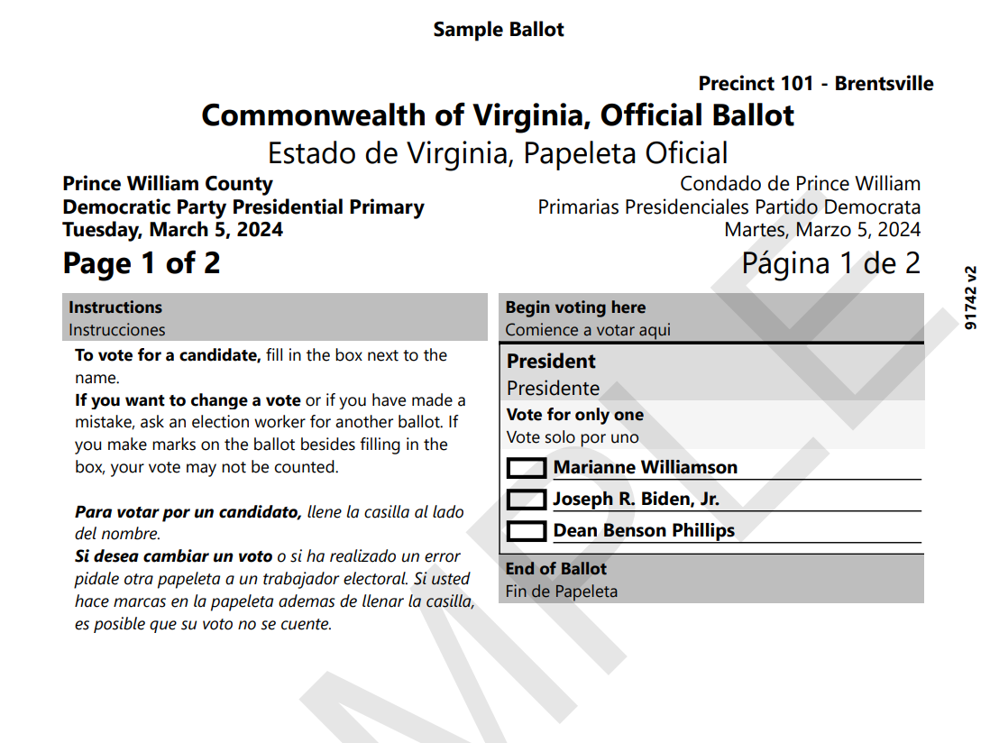 Sample Ballot
Precinct 101 - Brentsville
Commonwealth of Virginia, Official Ballot
Estado de Virginia, Papeleta Oficial
Prince William County
Democratic Party Presidential Primary
Tuesday, March 5, 2024
Page 1 of 2
Condado de Prince William
Primarias Presidenciales Partido Democrata
Martes, Marzo 5, 2024
Página 1 de 2
91742 v2
Instructions
Instrucciones
To vote for a candidate, fill in the box next to the
name.
If you want to change a vote or if you have made a
mistake, ask an election worker for another ballot. If
you make marks on the ballot besides filling in the
box, your vote may not be counted.
Para votar por un candidato, llene la casilla al lado
del nombre.
Si desea cambiar un voto o si ha realizado un error
pidale otra papeleta a un trabajador electoral. Si usted
hace marcas en la papeleta ademas de llenar la casilla,
es posible que su voto no se cuente.
Begin voting here
Comience a votar aqui
President
Presidente
Vote for only one
Vote solo por uno
Marianne Williamson
Joseph R. Biden, Jr.
Dean Benson Phillips
End of Ballot
Fin de Papeleta
MPLE